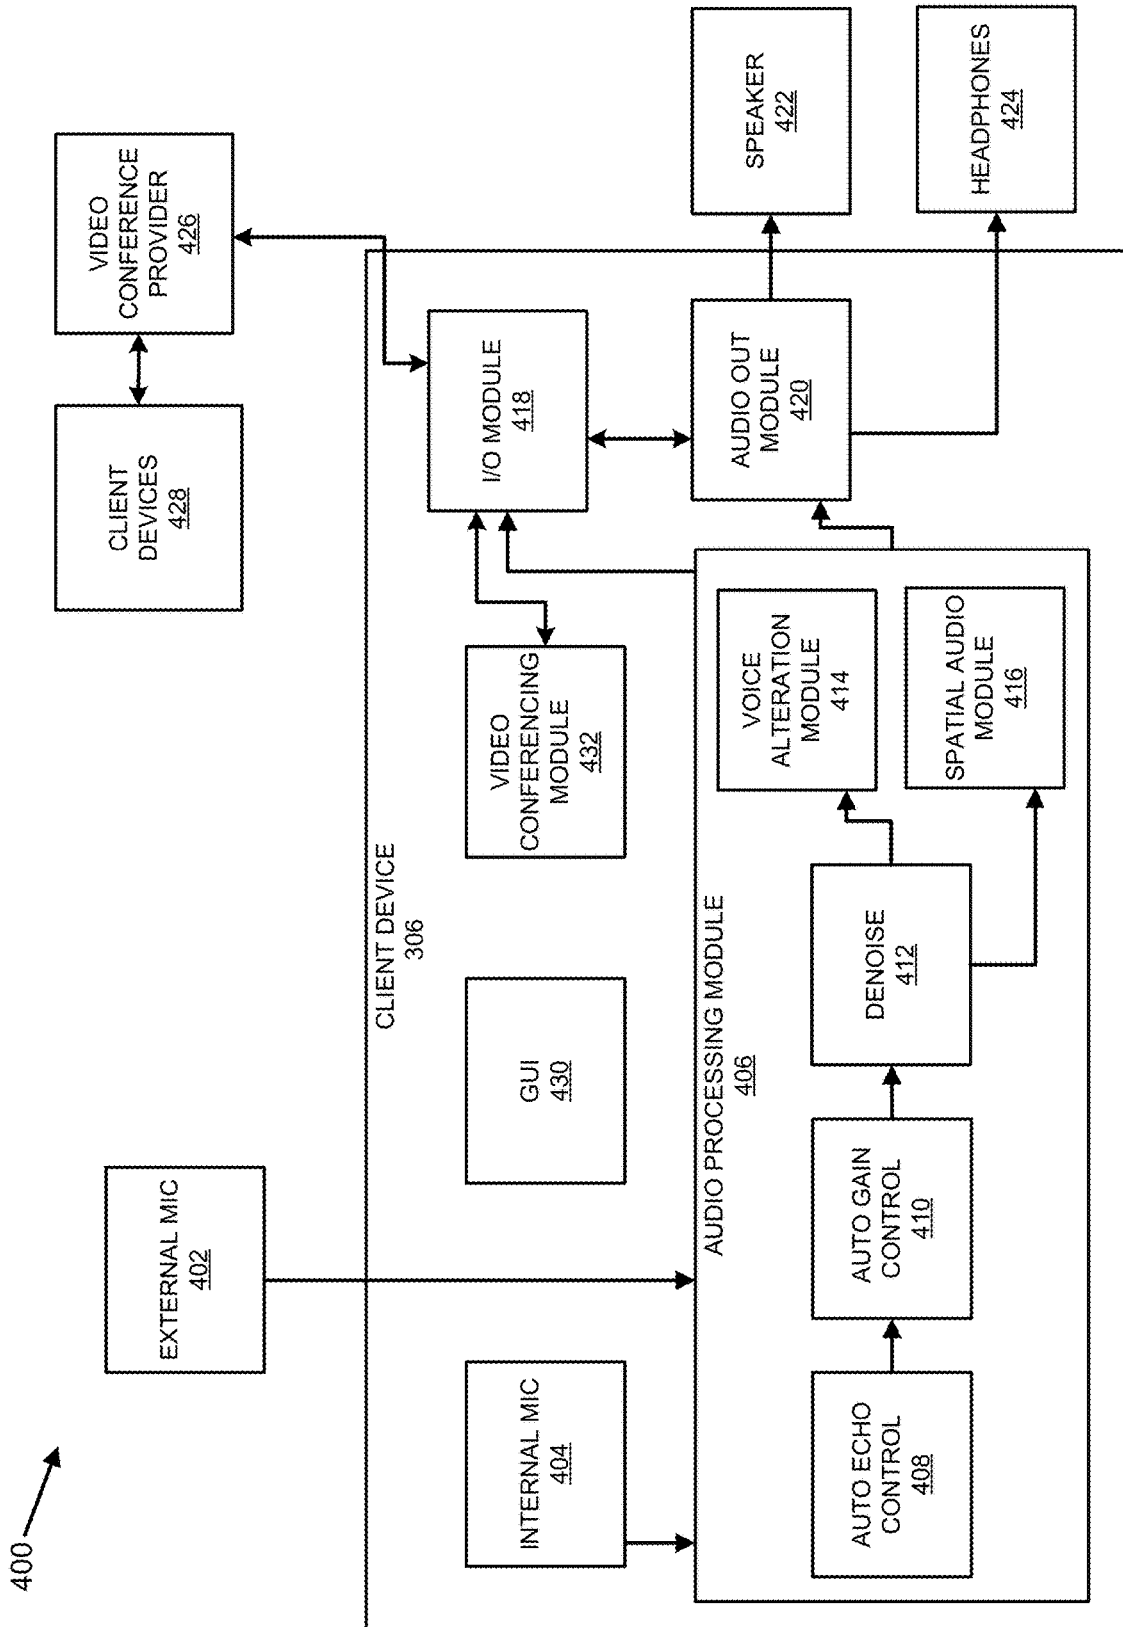 400
EXTERNAL MIC
402
CLIENT
DEVICES
428
VIDEO
CONFERENCE
PROVIDER
426
CLIENT DEVICE
306
INTERNAL MIC
404
GUI
430
VIDEO
CONFERENCING
MODULE
432
I/O MODULE
418
AUDIO PROCESSING MODULE
406
AUTO ECHO
CONTROL
408
AUTO GAIN
CONTROL
410
DENOISE
412
VOICE
ALTERATION
MODULE
414
SPATIAL AUDIO
MODULE
416
AUDIO OUT
MODULE
420
SPEAKER
422
HEADPHONES
424